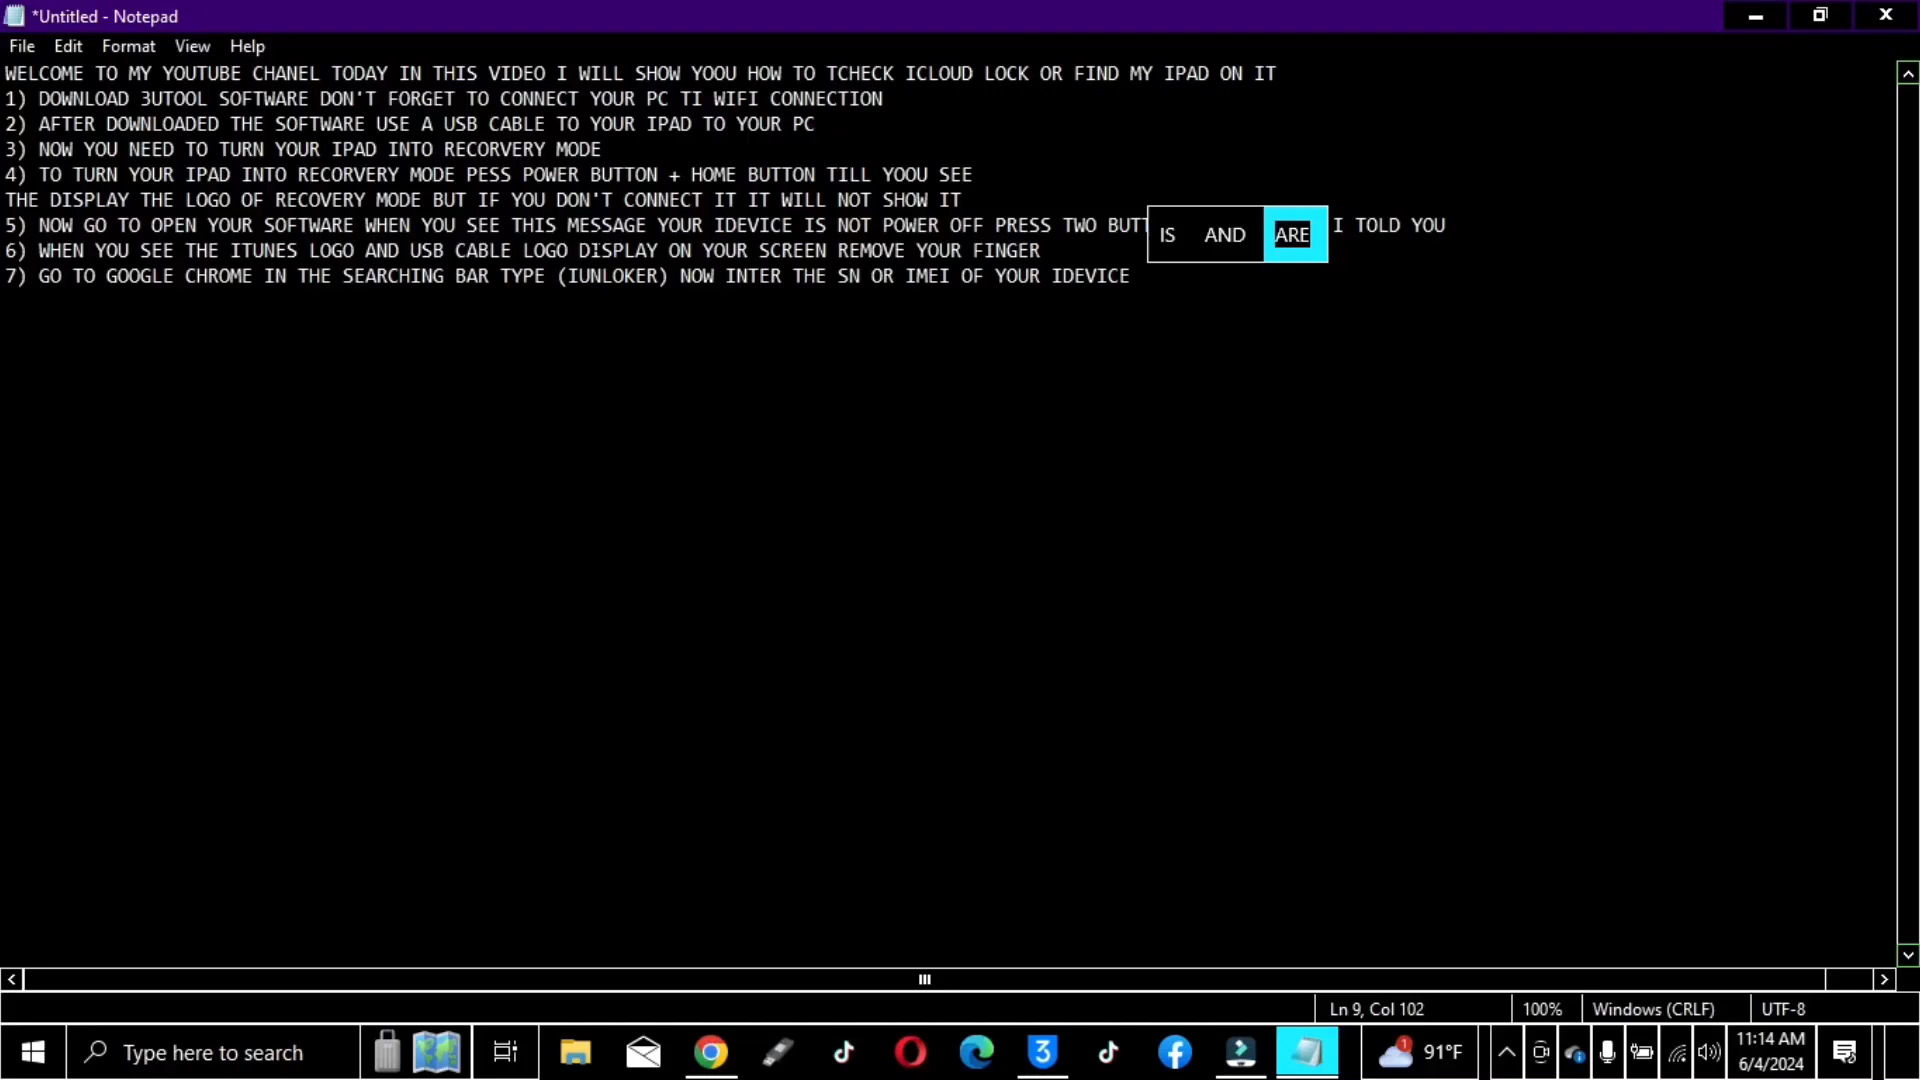 *Untitled - Notepad
File Edit Format View Help
WELCOME TO MY YOUTUBE CHANEL TODAY IN THIS VIDEO I WILL SHOW YOOU HOW TO TCHECK ICLOUD LOCK OR FIND MY IPAD ON IT
1) DOWNLOAD 3UTOOL SOFTWARE DON'T FORGET TO CONNECT YOUR PC TI WIFI CONNECTION
2) AFTER DOWNLOADED THE SOFTWARE USE A USB CABLE TO YOUR IPAD TO YOUR PC
3) NOW YOU NEED TO TURN YOUR IPAD INTO RECORVERY MODE
4) TO TURN YOUR IPAD INTO RECORVERY MODE PESS POWER BUTTON + HOME BUTTON TILL YOOU SEE
THE DISPLAY THE LOGO OF RECOVERY MODE BUT IF YOU DON'T CONNECT IT IT WILL NOT SHOW IT
5) NOW GO TO OPEN YOUR SOFTWARE WHEN YOU SEE THIS MESSAGE YOUR IDEVICE IS NOT POWER OFF PRESS TWO I TOLD YOU
IS AND ARE
6) WHEN YOU SEE THE ITUNES LOGO AND USB CABLE LOGO DISPLAY ON YOUR SCREEN REMOVE YOUR FINGER
7) GO TO GOOGLE CHROME IN THE SEARCHING BAR TYPE (IUNLOKER) NOW INTER THE SN OR IMEI OF YOUR IDEVICE
Ln 9, Col 102 100% Windows (CRLF) UTF-8
Type here to search 3 1 91°F 11:14 AM
6/4/2024